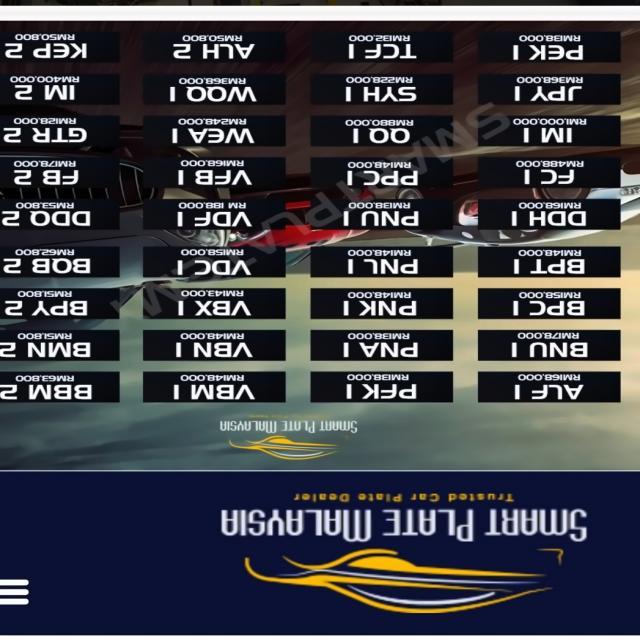 SMART PLATE MALAYSIA
Trusted Car Plate Dealer
SMART PLATE MALAYSIA
ALF 1 PFK 1 VBM 1 BBM 2
RM168,000 RM138,000 RM148,000 RM63,800
BNU 1 PNA 1 VBN 1 BMN 2
RM178,000 RM138,000 RM148,000 RM51,800
BPC 1 PNK 1 VBX 1 BPY 2
RM158,000 RM148,000 RM143,000 RM51,800
BPT 1 PNL 1 VDC 1 BQB 2
RM148,000 RM148,000 RM158,000 RM62,800
DDH 1 PNU 1 VDF 1 DDQ 2
RM168,000 RM138,000 RM 188,000 RM52,800
FC 1 PPC 1 VFB 1 FB 2
RM488,000 RM148,000 RM168,000 RM178,000
IM 1 QQ 1 WEA 1 GTR 2
RM1,000,000 RM880,000 RM248,000 RM128,000
JPY 1 SYH 1 WQQ 1 IM 2
RM368,000 RM228,000 RM368,000 RM400,000
PEK 1 TCF 1 ALH 2 KEP 2
RM138,000 RM132,000 RM50,800 RM50,800